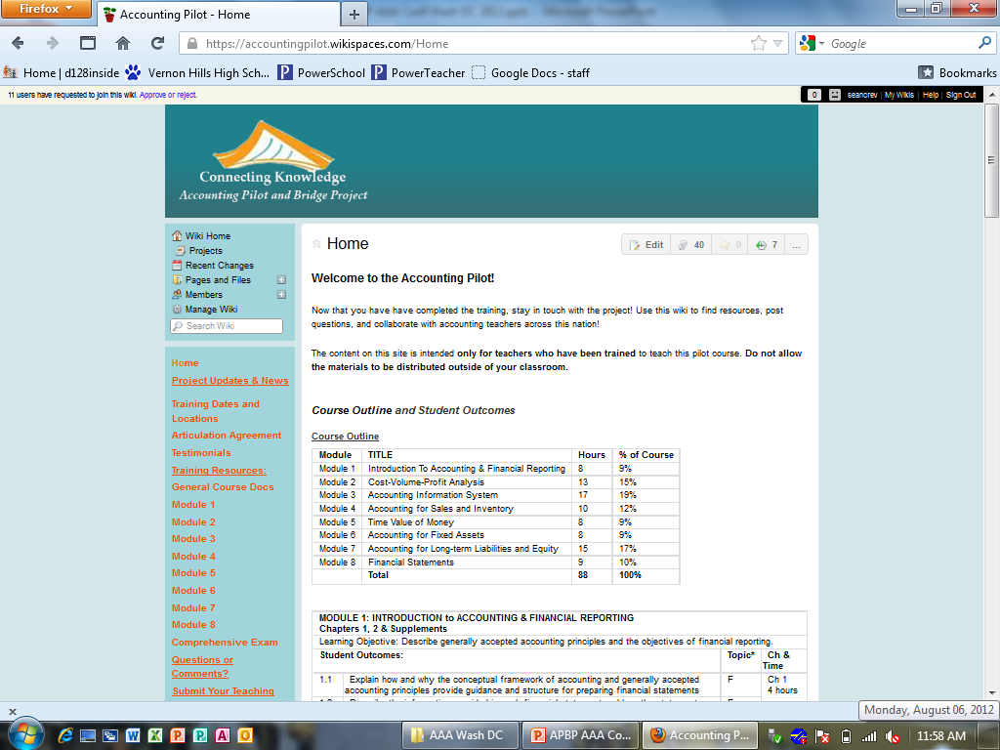 Firefox
Accounting Pilot - Home
https://accountingpilot.wikispaces.com/Home
Google
Home | d128inside
Vernon Hills High Sch...
PowerSchool
PowerTeacher
Google Docs - staff
Bookmarks
11 users have requested to join this wiki. Approve or reject.
0 seancrev | My Wikis | Help | Sign Out
Connecting Knowledge
Accounting Pilot and Bridge Project
Wiki Home
Projects
Recent Changes
Pages and Files
Members
Manage Wiki
Search Wiki
Home
Project Updates & News
Training Dates and
Locations
Articulation Agreement
Testimonials
Training Resources:
General Course Docs
Module 1
Module 2
Module 3
Module 4
Module 5
Module 6
Module 7
Module 8
Comprehensive Exam
Questions or
Comments?
Submit Your Teaching
Home
Edit 40 0 7 ...
Welcome to the Accounting Pilot!
Now that you have have completed the training, stay in touch with the project! Use this wiki to find resources, post
questions, and collaborate with accounting teachers across this nation!
The content on this site is intended only for teachers who have been trained to teach this pilot course. Do not allow
the materials to be distributed outside of your classroom.
Course Outline and Student Outcomes
Course Outline
Module TITLE Hours % of Course
Module 1 Introduction To Accounting & Financial Reporting 8 9%
Module 2 Cost-Volume-Profit Analysis 13 15%
Module 3 Accounting Information System 17 19%
Module 4 Accounting for Sales and Inventory 10 12%
Module 5 Time Value of Money 8 9%
Module 6 Accounting for Fixed Assets 8 9%
Module 7 Accounting for Long-term Liabilities and Equity 15 17%
Module 8 Financial Statements 9 10%
Total 88 100%
MODULE 1: INTRODUCTION to ACCOUNTING & FINANCIAL REPORTING
Chapters 1, 2 & Supplements
Learning Objective: Describe generally accepted accounting principles and the objectives of financial reporting.
Student Outcomes: Topic* Ch &
Time
1.1 Explain how and why the conceptual framework of accounting and generally accepted F Ch 1
accounting principles provide guidance and structure for preparing financial statements 4 hours
Monday, August 06, 2012
AAA Wash DC
APBP AAA Co...
Accounting P...
11:58 AM